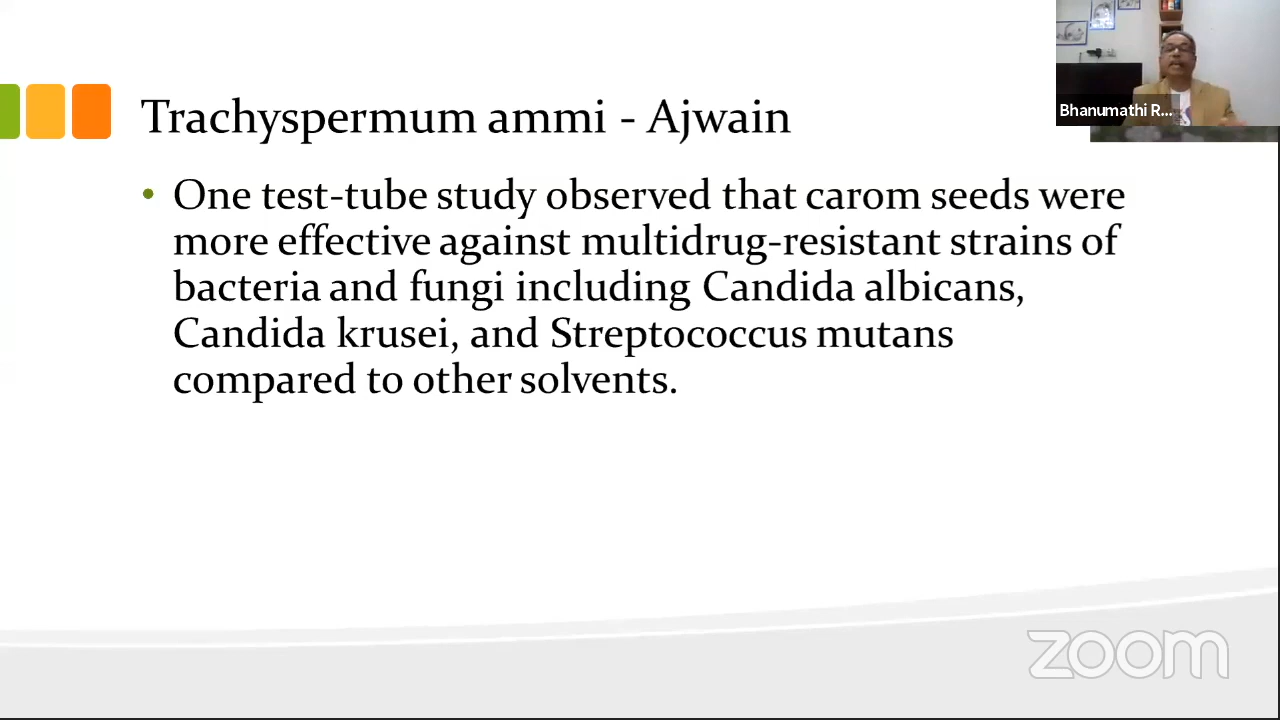 Bhanumathi R...
Trachyspermum ammi - Ajwain
• One test-tube study observed that carom seeds were
more effective against multidrug-resistant strains of
bacteria and fungi including Candida albicans,
Candida krusei, and Streptococcus mutans
compared to other solvents.
zoom